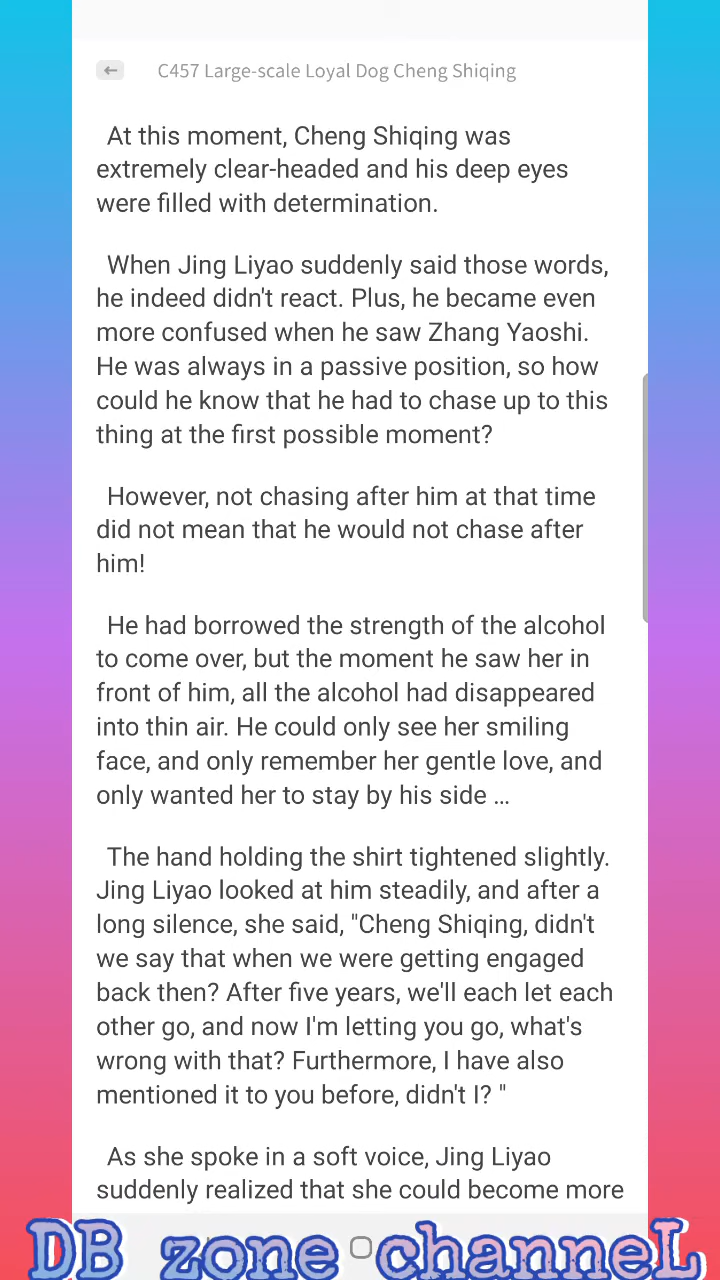 C457 Large-scale Loyal Dog Cheng Shiqing
At this moment, Cheng Shiqing was
extremely clear-headed and his deep eyes
were filled with determination.
When Jing Liyao suddenly said those words,
he indeed didn't react. Plus, he became even
more confused when he saw Zhang Yaoshi.
He was always in a passive position, so how
could he know that he had to chase up to this
thing at the first possible moment?
However, not chasing after him at that time
did not mean that he would not chase after
him!
He had borrowed the strength of the alcohol
to come over, but the moment he saw her in
front of him, all the alcohol had disappeared
into thin air. He could only see her smiling
face, and only remember her gentle love, and
only wanted her to stay by his side ...
The hand holding the shirt tightened slightly.
Jing Liyao looked at him steadily, and after a
long silence, she said, "Cheng Shiqing, didn't
we say that when we were getting engaged
back then? After five years, we'll each let each
other go, and now I'm letting you go, what's
wrong with that? Furthermore, I have also
mentioned it to you before, didn't I? "
As she spoke in a soft voice, Jing Liyao
suddenly realized that she could become more
DB zone channeL